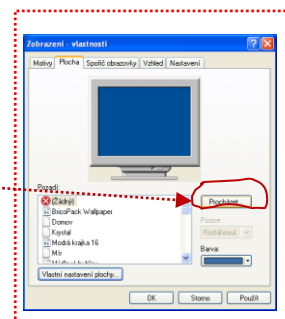 Zobrazení - vlastnosti
Motivy Plocha Spořič obrazovky Vzhled Nastavení
Pozadí:
(Žádný)
BricoPack Wallpaper
Domov
Krystal
Modrá krajka 16
Mír
Procházet...
Pozice:
Roztáhnout
Barva:
Vlastní nastavení plochy...
OK Storno Použít